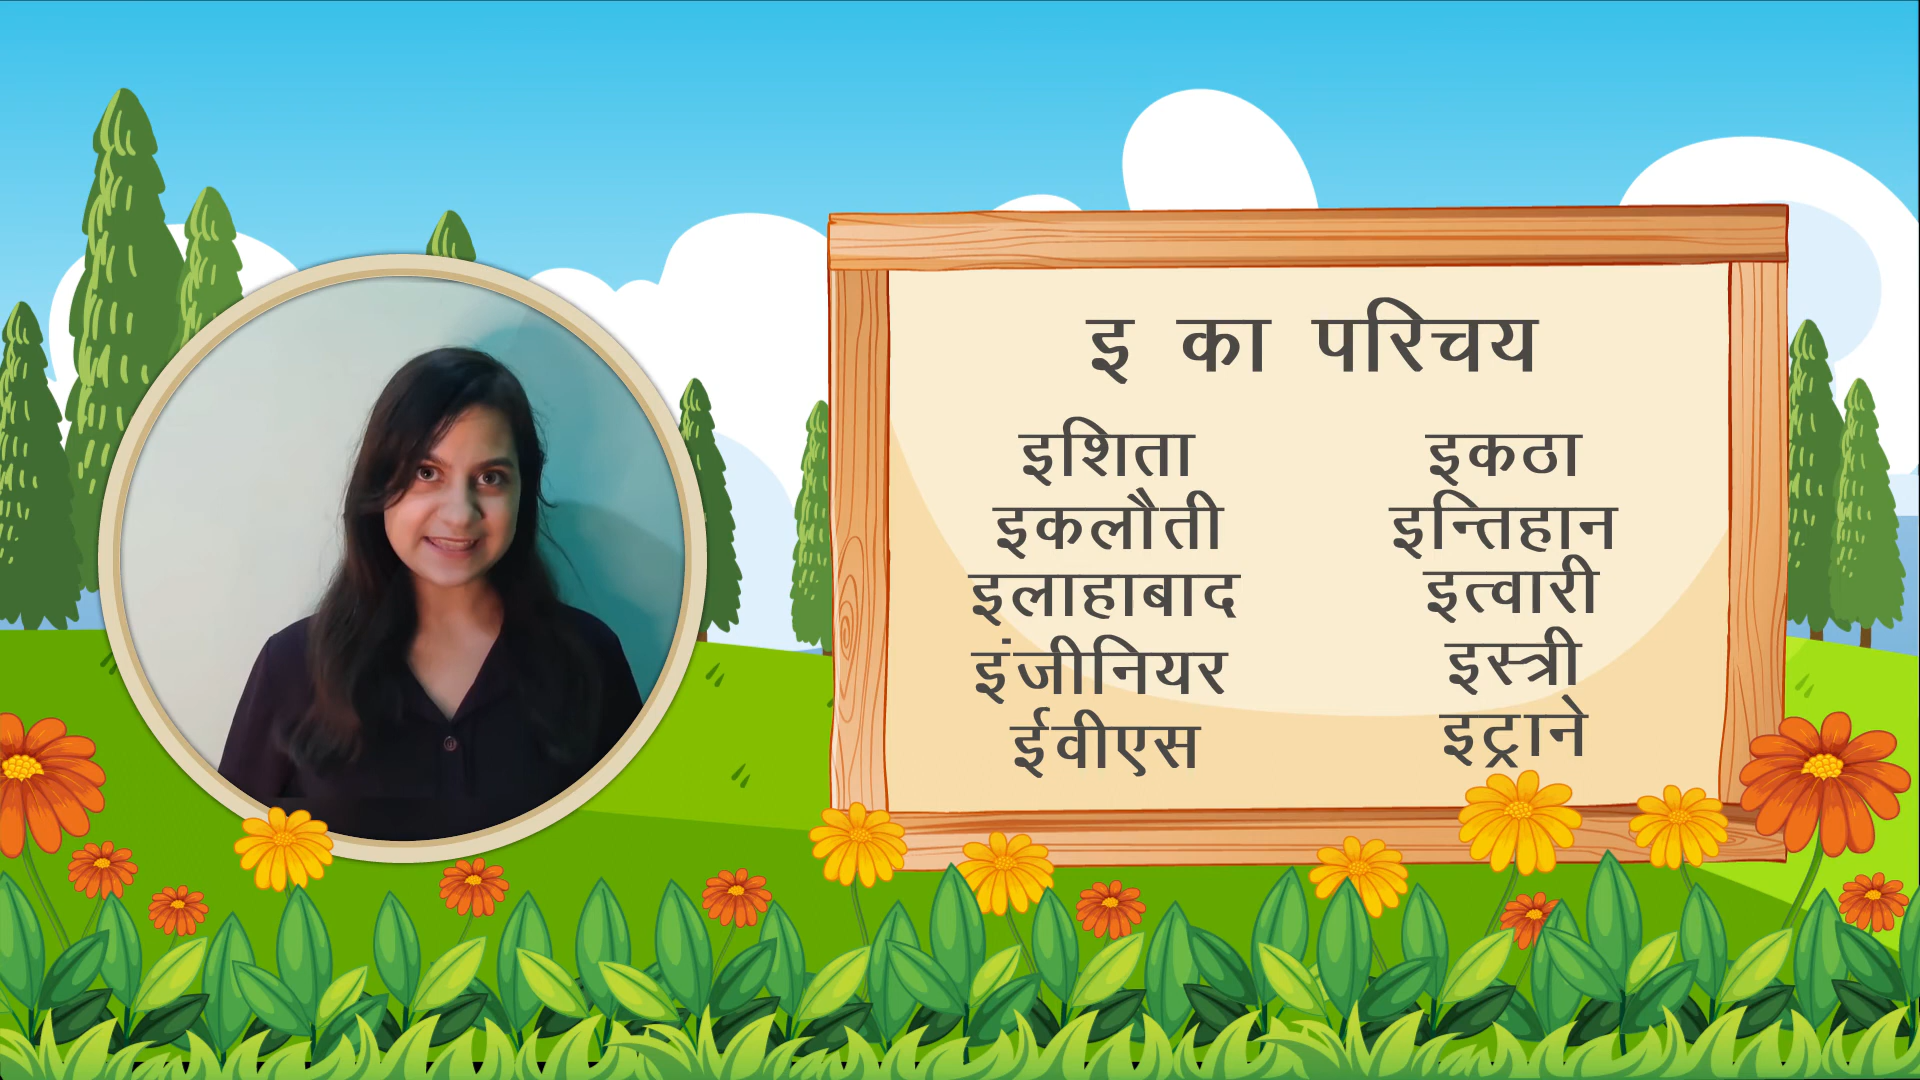 इ का परिचय
इशिता
इकलौती
इलाहाबाद
इंजीनियर
ईवीएस
इकठा
इन्तिहान
इत्वारी
इस्त्री
इट्राने